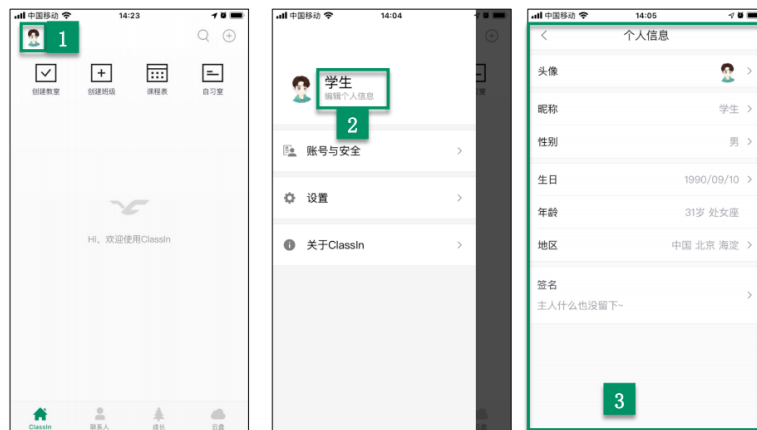 中国移动
14:23
1
创建教室
创建班级
课程表
自习室
Hi，欢迎使用ClassIn
ClassIn
联系人
成长
云盘
中国移动
14:04
学生
编辑个人信息
2
账号与安全
设置
关于ClassIn
室
云盘
中国移动
14:05
个人信息
头像
昵称 学生
性别 男
生日 1990/09/10
年龄 31岁 处女座
地区 中国 北京 海淀
签名
主人什么也没留下~
3